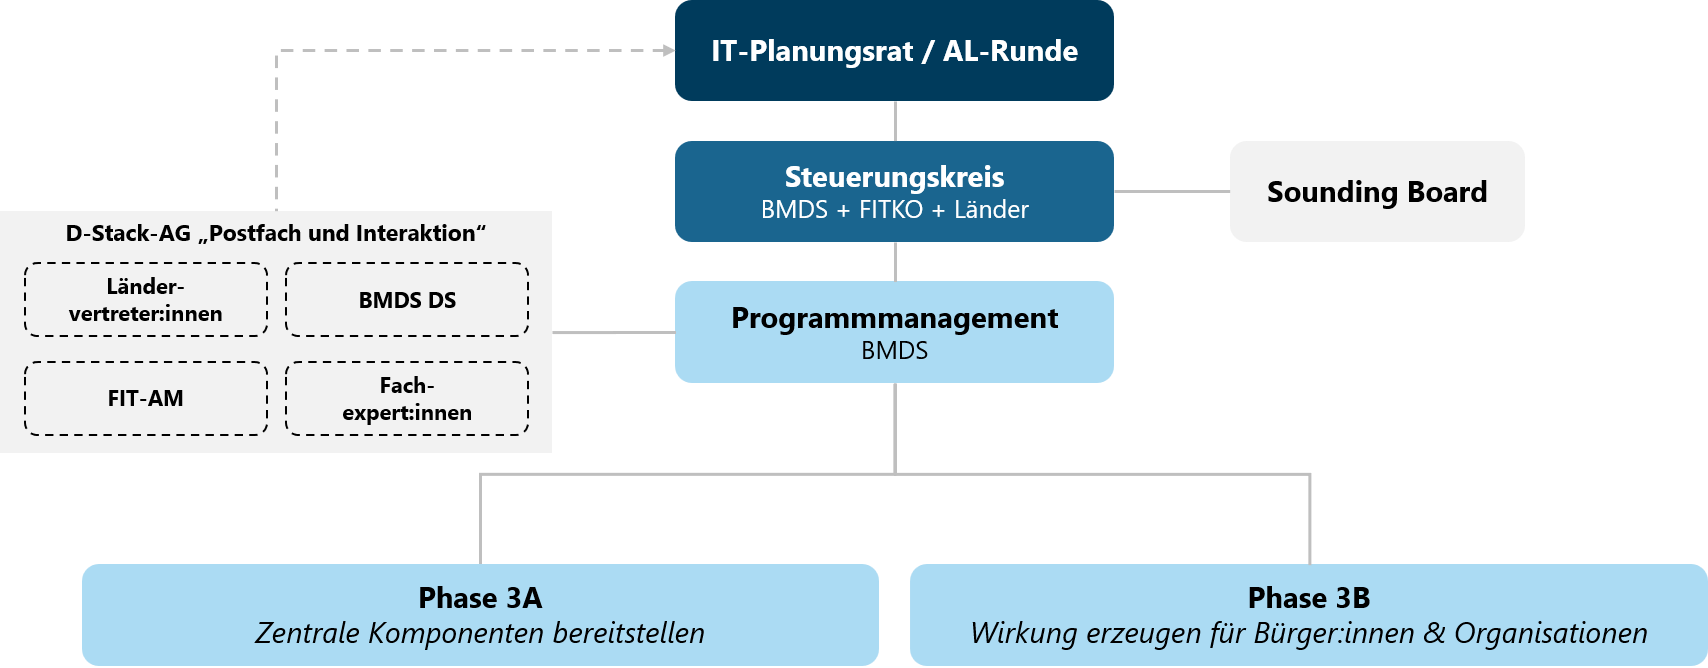 IT-Planungsrat / AL-Runde
Steuerungskreis
BMDS + FITKO + Länder
Sounding Board
D-Stack-AG „Postfach und Interaktion“
Länder-
vertreter:innen
BMDS DS
FIT-AM
Fach-
expert:innen
Programmmanagement
BMDS
Phase 3A
Zentrale Komponenten bereitstellen
Phase 3B
Wirkung erzeugen für Bürger:innen & Organisationen